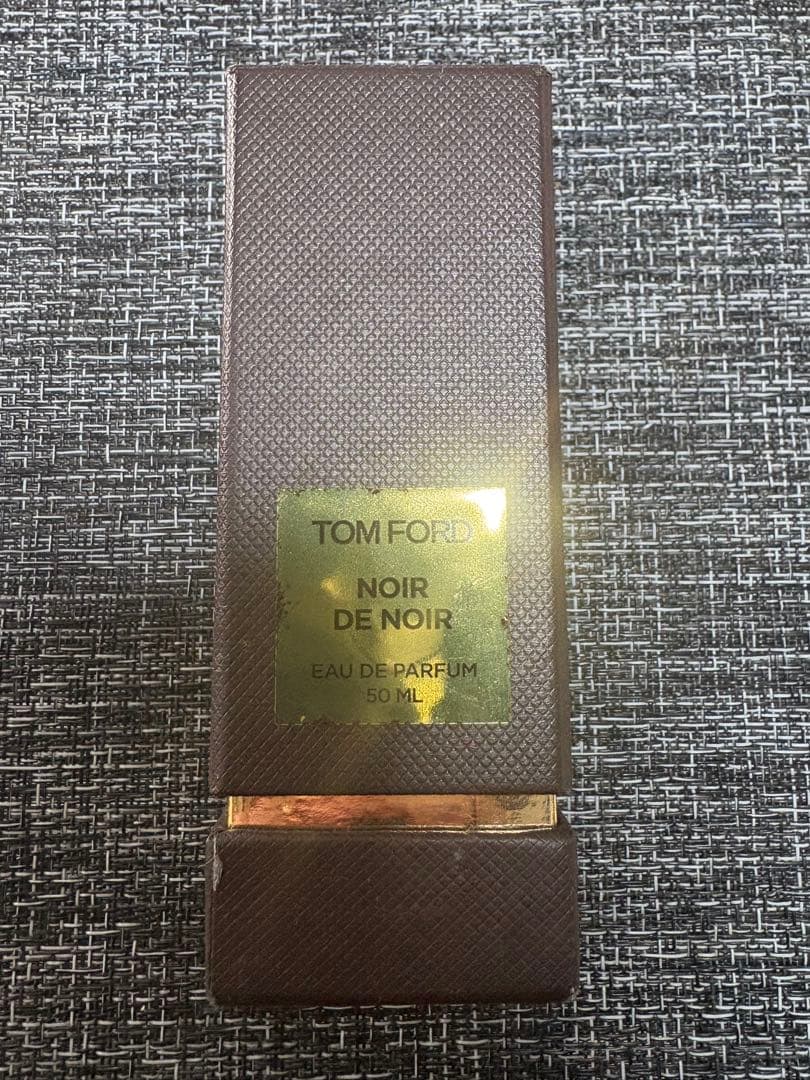 TOM FORD
NOIR
DE NOIR
EAU DE PARFUM
50 ML